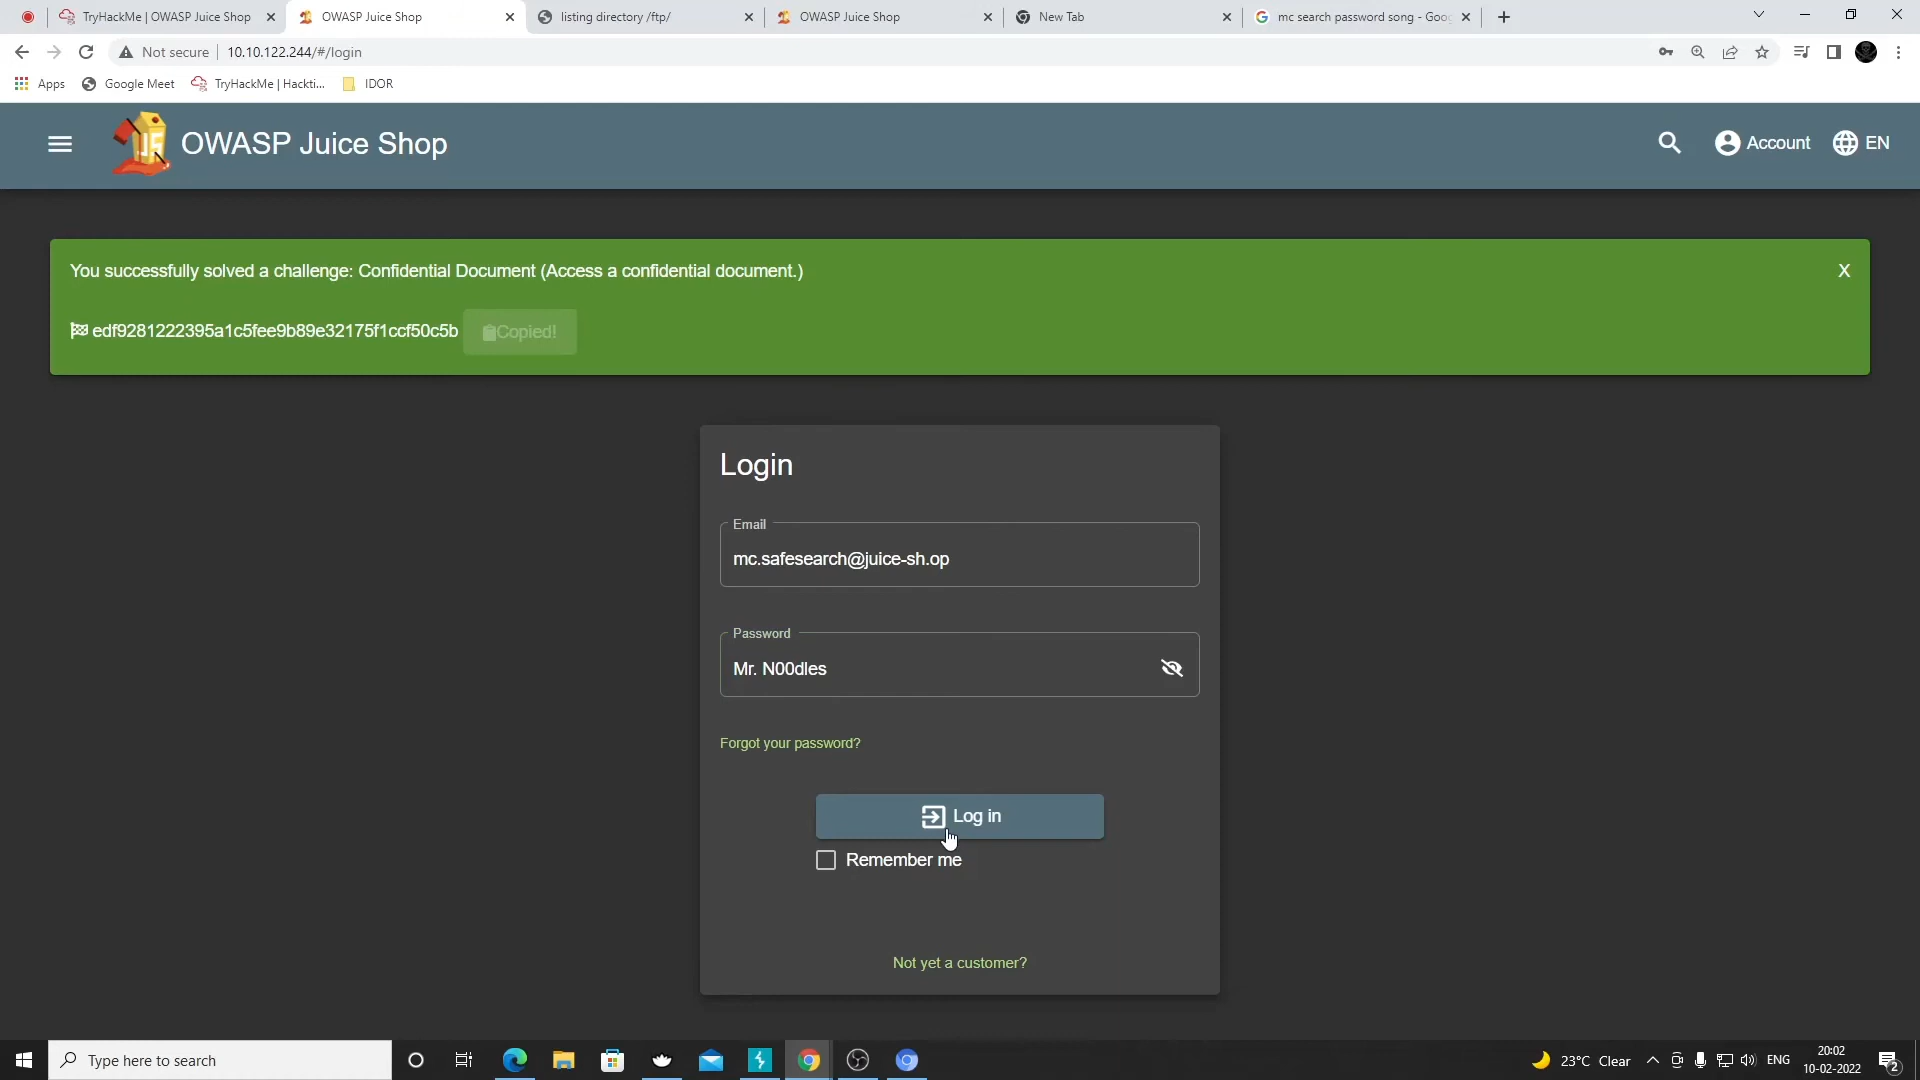 TryHackMe | OWASP Juice Shop
OWASP Juice Shop
listing directory /ftp/
OWASP Juice Shop
New Tab
mc search password song - Goo
Not secure
10.10.122.244/#/login
Apps
Google Meet
TryHackMe | Hackti...
IDOR
OWASP Juice Shop
Account
EN
You successfully solved a challenge: Confidential Document (Access a confidential document.)
X
edf9281222395a1c5fee9b89e32175f1ccf50c5b
Copied!
Login
Email
mc.safesearch@juice-sh.op
Password
Mr. N00dles
Forgot your password?
Log in
Remember me
Not yet a customer?
Type here to search
23°C Clear
ENG
20:02
10-02-2022
2